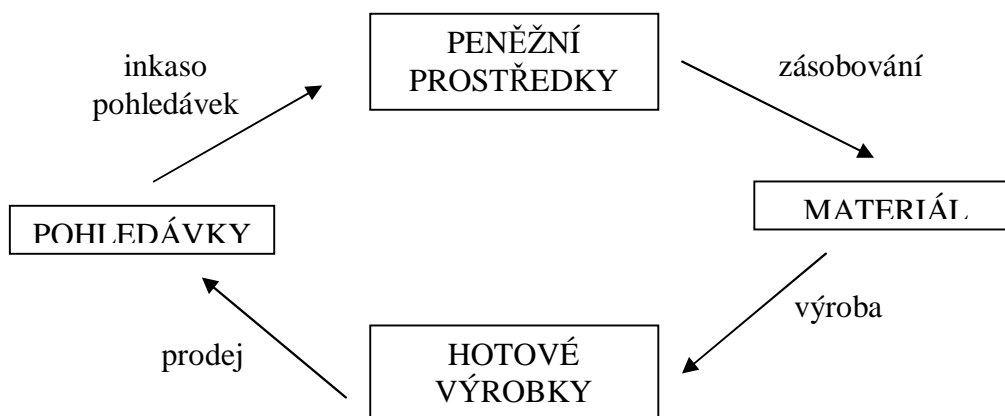 PENĚŽNÍ
PROSTŘEDKY
inkaso
pohledávek
zásobování
POHLEDÁVKY
MATERIÁL
výroba
prodej
HOTOVÉ
VÝROBKY